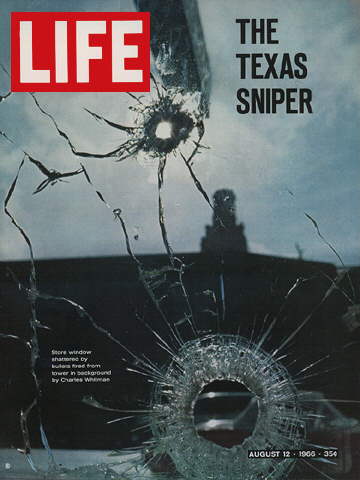 LIFE
THE
TEXAS
SNIPER
Store window
shattered by
bullets fired from
tower in background
by Charles Whitman
AUGUST 12 · 1966 · 35¢